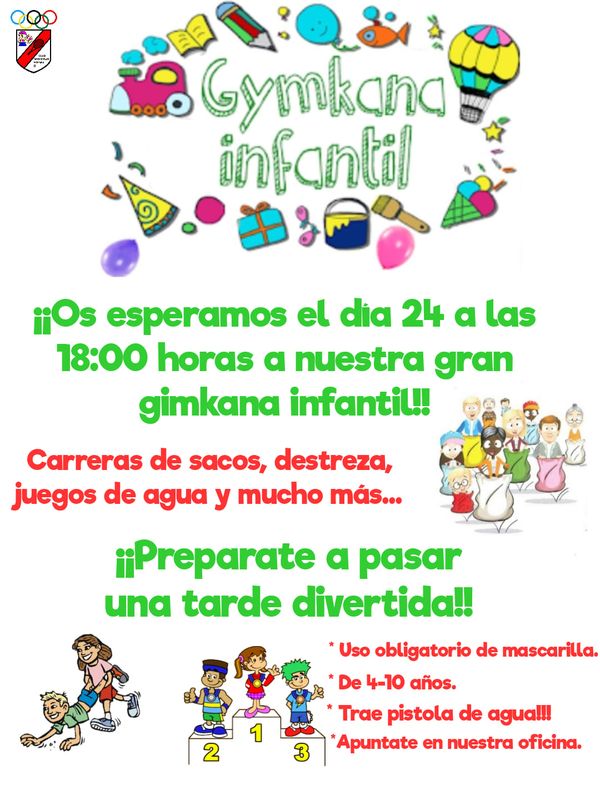 Gymkana
infantil
¡¡Os esperamos el día 24 a las
18:00 horas a nuestra gran
gimkana infantil!!
Carreras de sacos, destreza,
juegos de agua y mucho más...
¡¡Preparate a pasar
una tarde divertida!!
* Uso obligatorio de mascarilla.
* De 4-10 años.
* Trae pistola de agua!!!
*Apuntate en nuestra oficina.
1
2
3